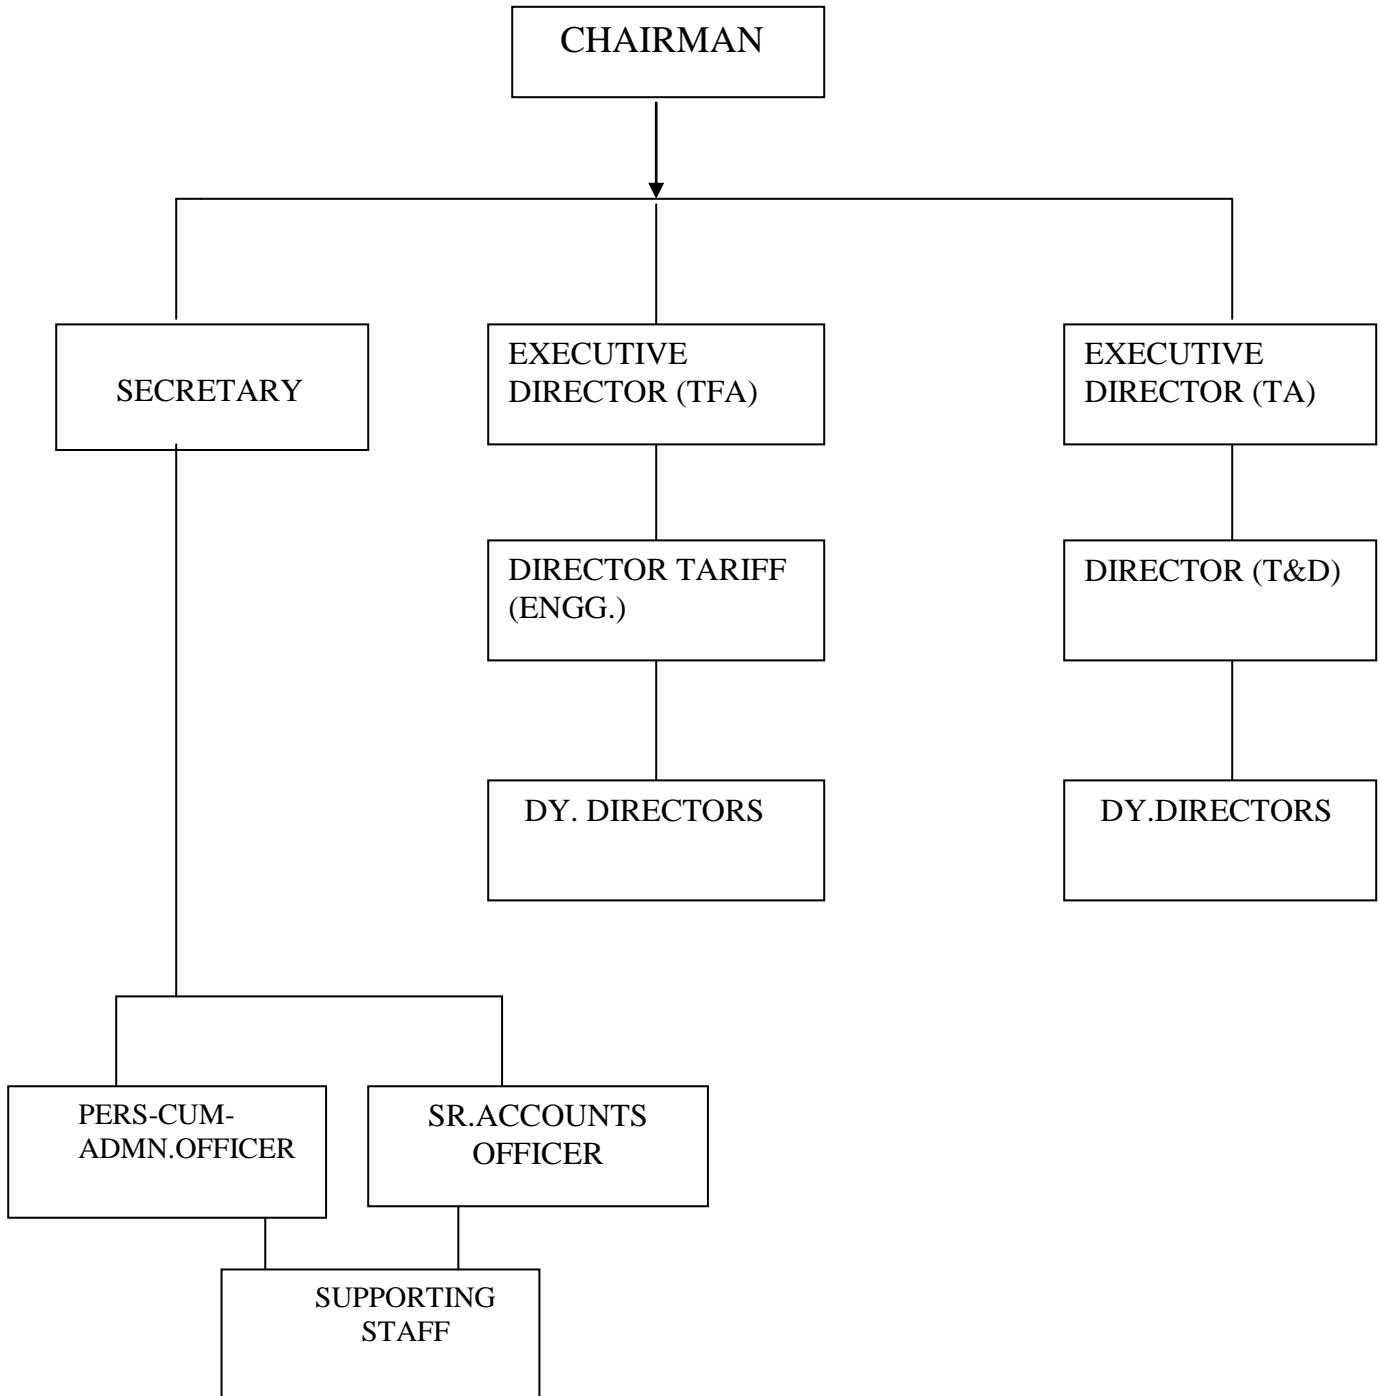 CHAIRMAN
SECRETARY
EXECUTIVE
DIRECTOR (TFA)
EXECUTIVE
DIRECTOR (TA)
DIRECTOR TARIFF
(ENGG.)
DIRECTOR (T&D)
DY. DIRECTORS
DY.DIRECTORS
PERS-CUM-
ADMN.OFFICER
SR.ACCOUNTS
OFFICER
SUPPORTING
STAFF